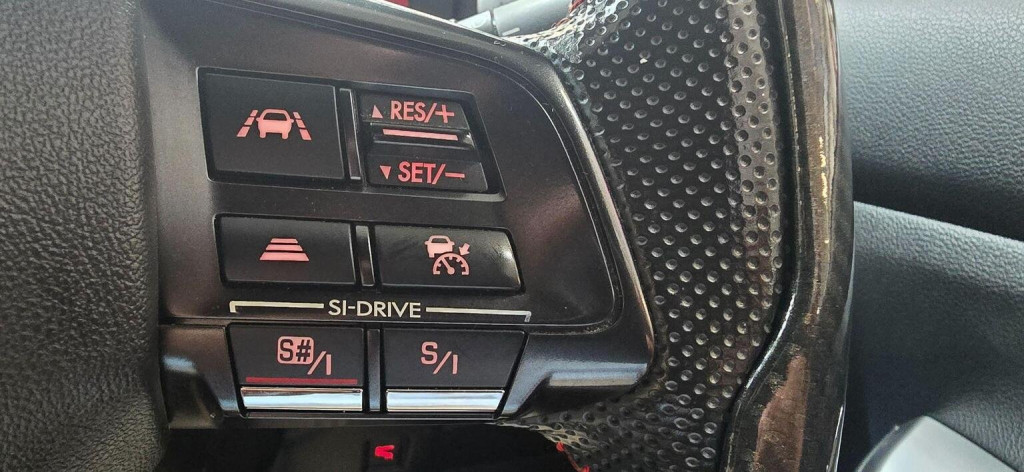 ▲ RES/+
▼ SET/−
SI-DRIVE
S#/I S/I